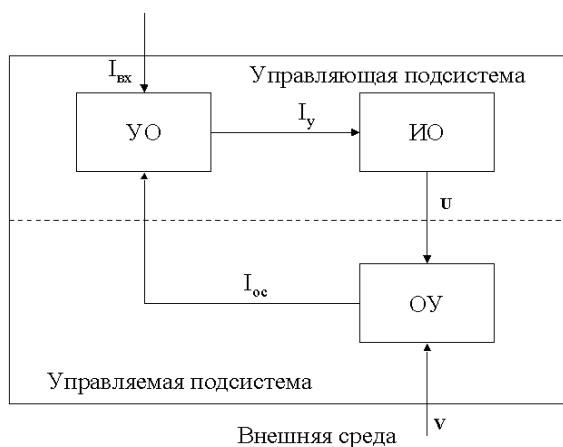 Iвх
Управляющая подсистема
УО
Iу
ИО
U
Iос
ОУ
Управляемая подсистема
V
Внешняя среда